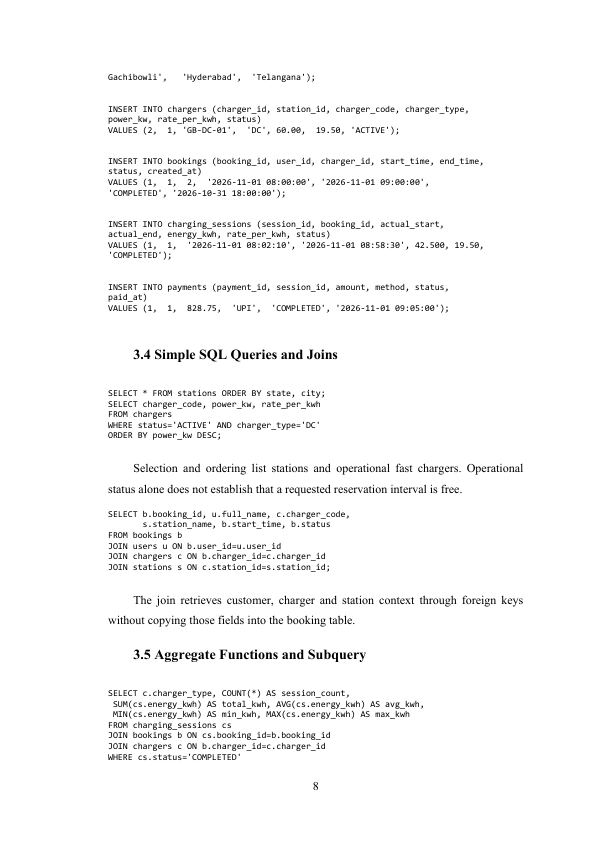 Gachibowli',   'Hyderabad',  'Telangana');
INSERT INTO chargers (charger_id, station_id, charger_code, charger_type,
power_kw, rate_per_kwh, status)
VALUES (2,  1, 'GB-DC-01',  'DC', 60.00,  19.50, 'ACTIVE');
INSERT INTO bookings (booking_id, user_id, charger_id, start_time, end_time,
status, created_at)
VALUES (1,  1,  2,  '2026-11-01 08:00:00', '2026-11-01 09:00:00',
'COMPLETED', '2026-10-31 18:00:00');
INSERT INTO charging_sessions (session_id, booking_id, actual_start,
actual_end, energy_kwh, rate_per_kwh, status)
VALUES (1,  1,  '2026-11-01 08:02:10', '2026-11-01 08:58:30', 42.500, 19.50,
'COMPLETED');
INSERT INTO payments (payment_id, session_id, amount, method, status,
paid_at)
VALUES (1,  1,  828.75,  'UPI',  'COMPLETED', '2026-11-01 09:05:00');
3.4 Simple SQL Queries and Joins
SELECT * FROM stations ORDER BY state, city;
SELECT charger_code, power_kw, rate_per_kwh
FROM chargers
WHERE status='ACTIVE' AND charger_type='DC'
ORDER BY power_kw DESC;
Selection and ordering list stations and operational fast chargers. Operational
status alone does not establish that a requested reservation interval is free.
SELECT b.booking_id, u.full_name, c.charger_code,
       s.station_name, b.start_time, b.status
FROM bookings b
JOIN users u ON b.user_id=u.user_id
JOIN chargers c ON b.charger_id=c.charger_id
JOIN stations s ON c.station_id=s.station_id;
The join retrieves customer, charger and station context through foreign keys
without copying those fields into the booking table.
3.5 Aggregate Functions and Subquery
SELECT c.charger_type, COUNT(*) AS session_count,
 SUM(cs.energy_kwh) AS total_kwh, AVG(cs.energy_kwh) AS avg_kwh,
 MIN(cs.energy_kwh) AS min_kwh, MAX(cs.energy_kwh) AS max_kwh
FROM charging_sessions cs
JOIN bookings b ON cs.booking_id=b.booking_id
JOIN chargers c ON b.charger_id=c.charger_id
WHERE cs.status='COMPLETED'
8